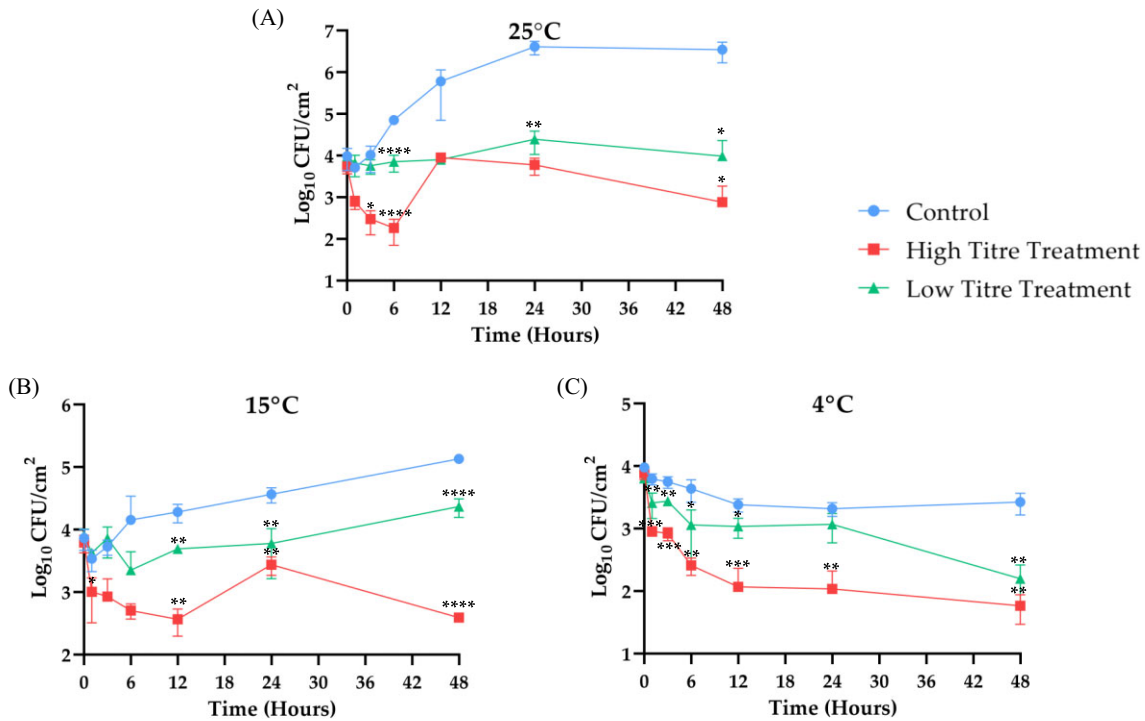 (A)
25°C
7
6
5
4
3
2
1
Log10 CFU/cm2
**** ** *
* **** *
0 6 12 18 24 30 36 42 48
Time (Hours)
Control
High Titre Treatment
Low Titre Treatment
(B)
15°C
6
5
4
3
2
Log10 CFU/cm2
** ** ****
* ** ** ****
0 6 12 18 24 30 36 42 48
Time (Hours)
(C)
4°C
5
4
3
2
1
Log10 CFU/cm2
** ** * * **
*** *** ** *** ** **
0 6 12 18 24 30 36 42 48
Time (Hours)